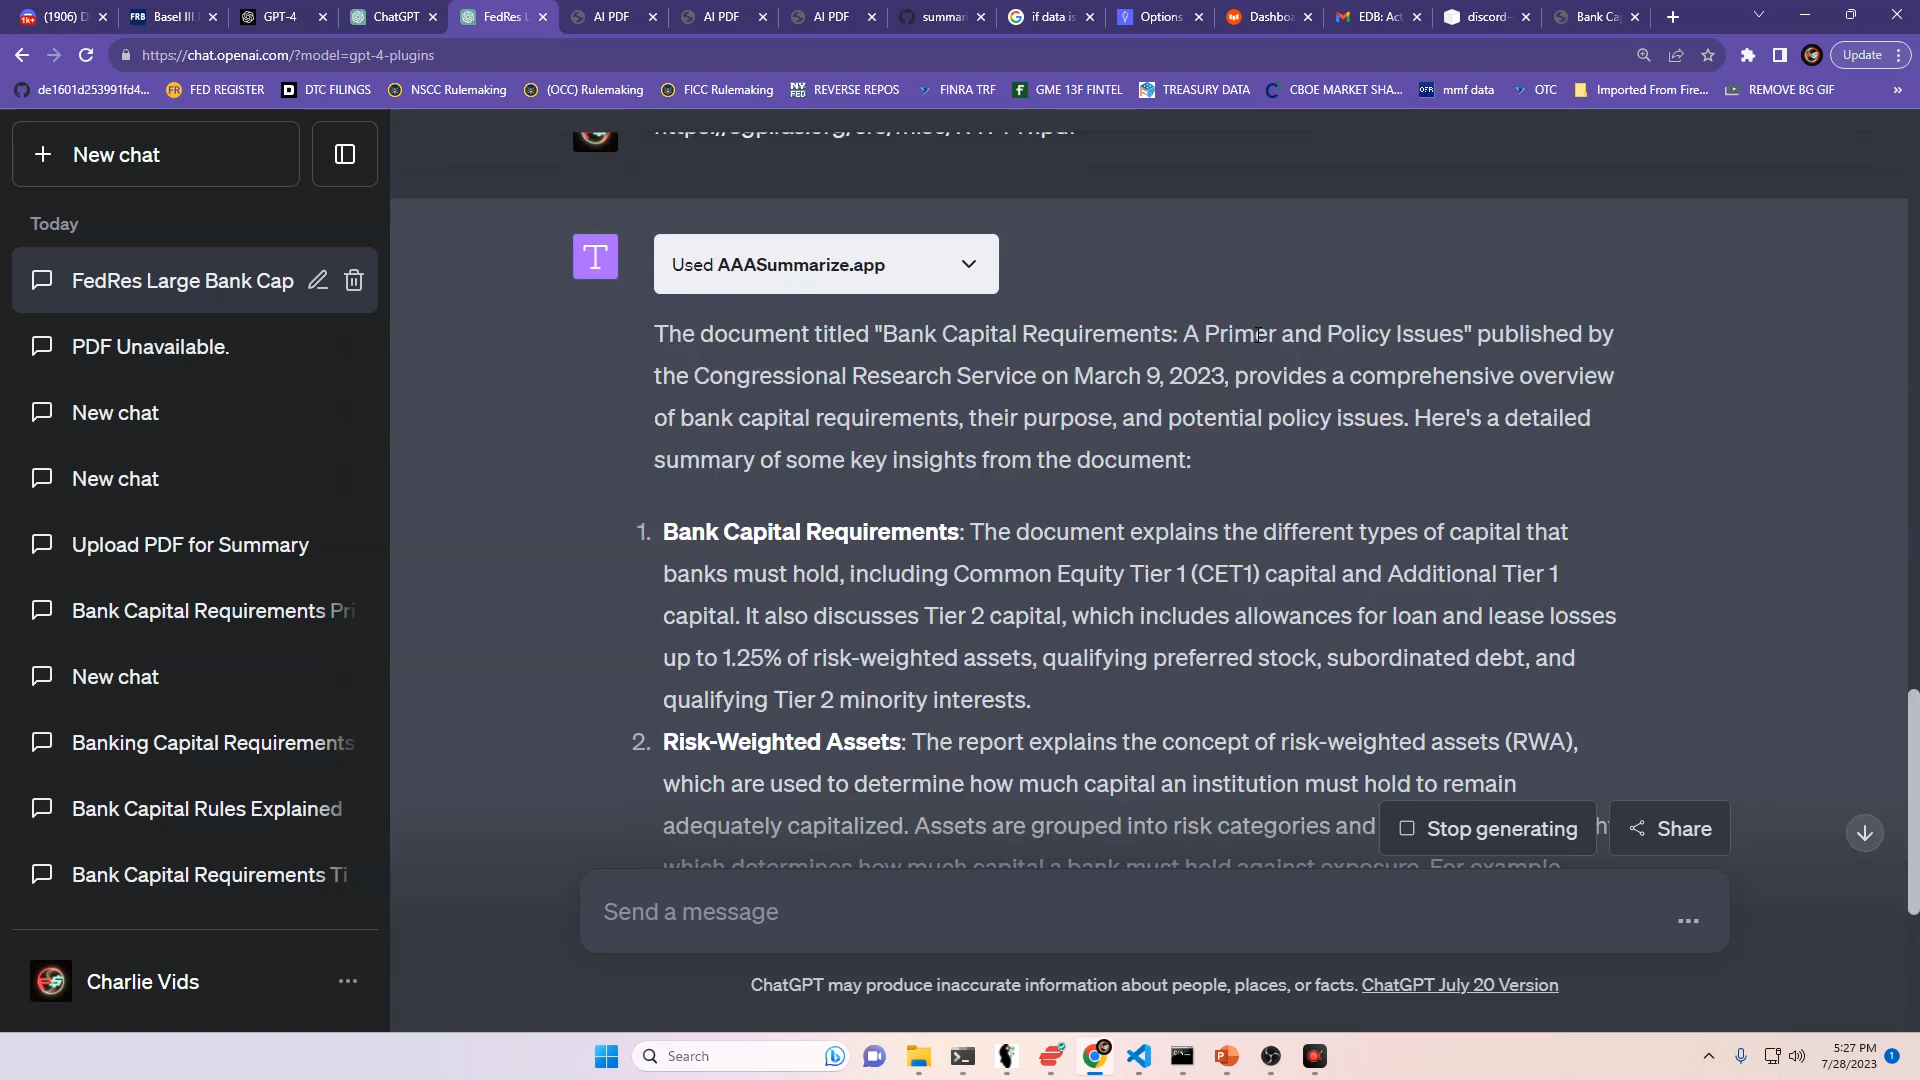 (1906) D
Basel III
GPT-4
ChatGPT
FedRes L
AI PDF
AI PDF
AI PDF
summari
if data is
Options
Dashboa
EDB: Act
discord-
Bank Ca
https://chat.openai.com/?model=gpt-4-plugins
Update
de1601d253991fd4...
FED REGISTER
DTC FILINGS
NSCC Rulemaking
(OCC) Rulemaking
FICC Rulemaking
REVERSE REPOS
FINRA TRF
GME 13F FINTEL
TREASURY DATA
CBOE MARKET SHA...
mmf data
OTC
Imported From Fire...
REMOVE BG GIF
New chat
Today
FedRes Large Bank Cap
PDF Unavailable.
New chat
New chat
Upload PDF for Summary
Bank Capital Requirements Pri
New chat
Banking Capital Requirements
Bank Capital Rules Explained
Bank Capital Requirements Ti
Charlie Vids
T
Used AAASummarize.app
The document titled "Bank Capital Requirements: A Primer and Policy Issues" published by
the Congressional Research Service on March 9, 2023, provides a comprehensive overview
of bank capital requirements, their purpose, and potential policy issues. Here's a detailed
summary of some key insights from the document:
1. Bank Capital Requirements: The document explains the different types of capital that
banks must hold, including Common Equity Tier 1 (CET1) capital and Additional Tier 1
capital. It also discusses Tier 2 capital, which includes allowances for loan and lease losses
up to 1.25% of risk-weighted assets, qualifying preferred stock, subordinated debt, and
qualifying Tier 2 minority interests.
2. Risk-Weighted Assets: The report explains the concept of risk-weighted assets (RWA),
which are used to determine how much capital an institution must hold to remain
adequately capitalized. Assets are grouped into risk categories and
which determines how much capital a bank must hold against exposure. For example
Stop generating
Share
Send a message
ChatGPT may produce inaccurate information about people, places, or facts. ChatGPT July 20 Version
Search
5:27 PM
7/28/2023
1